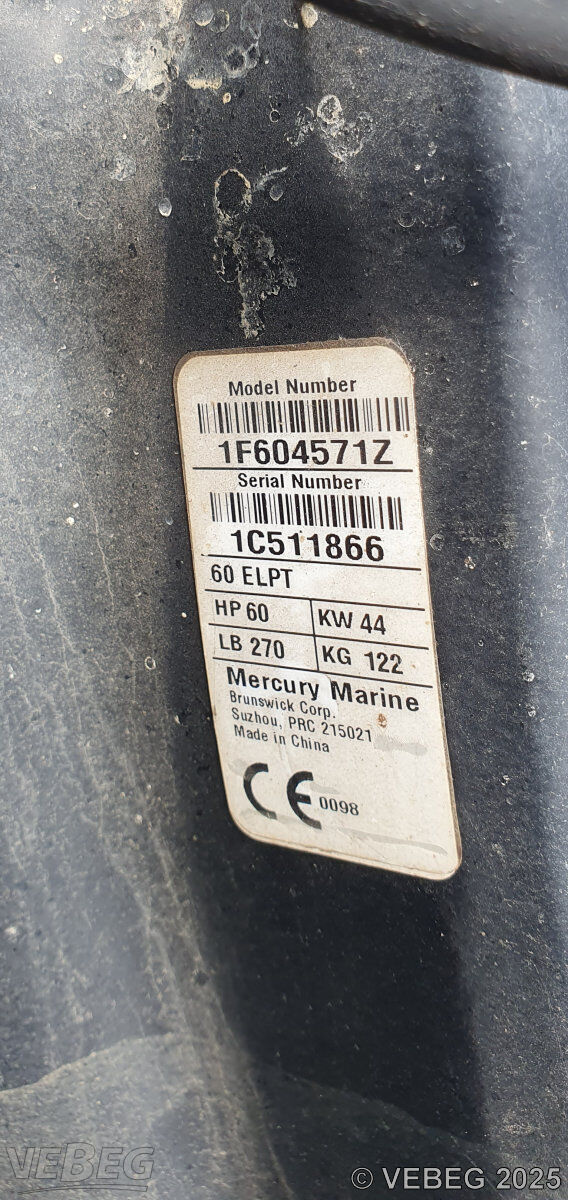 Model Number
1F604571Z
Serial Number
1C511866
60 ELPT
HP 60 KW 44
LB 270 KG 122
Mercury Marine
Brunswick Corp.
Suzhou, PRC 215021
Made in China
CE 0098
VEBEG
© VEBEG 2025